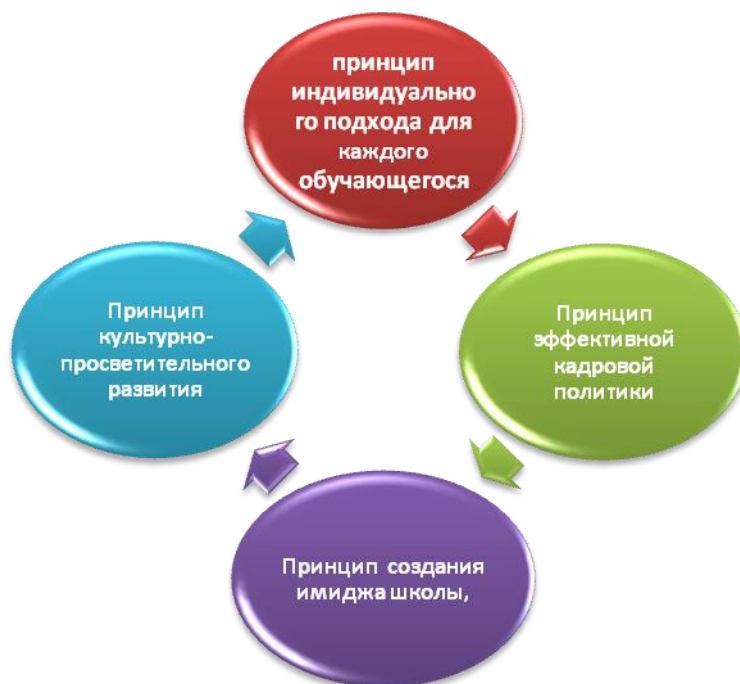 принцип
индивидуально
го подхода для
каждого
обучающегося
Принцип
культурно-
просветительного
развития
Принцип
эффективной
кадровой
политики
Принцип создания
имиджа школы,